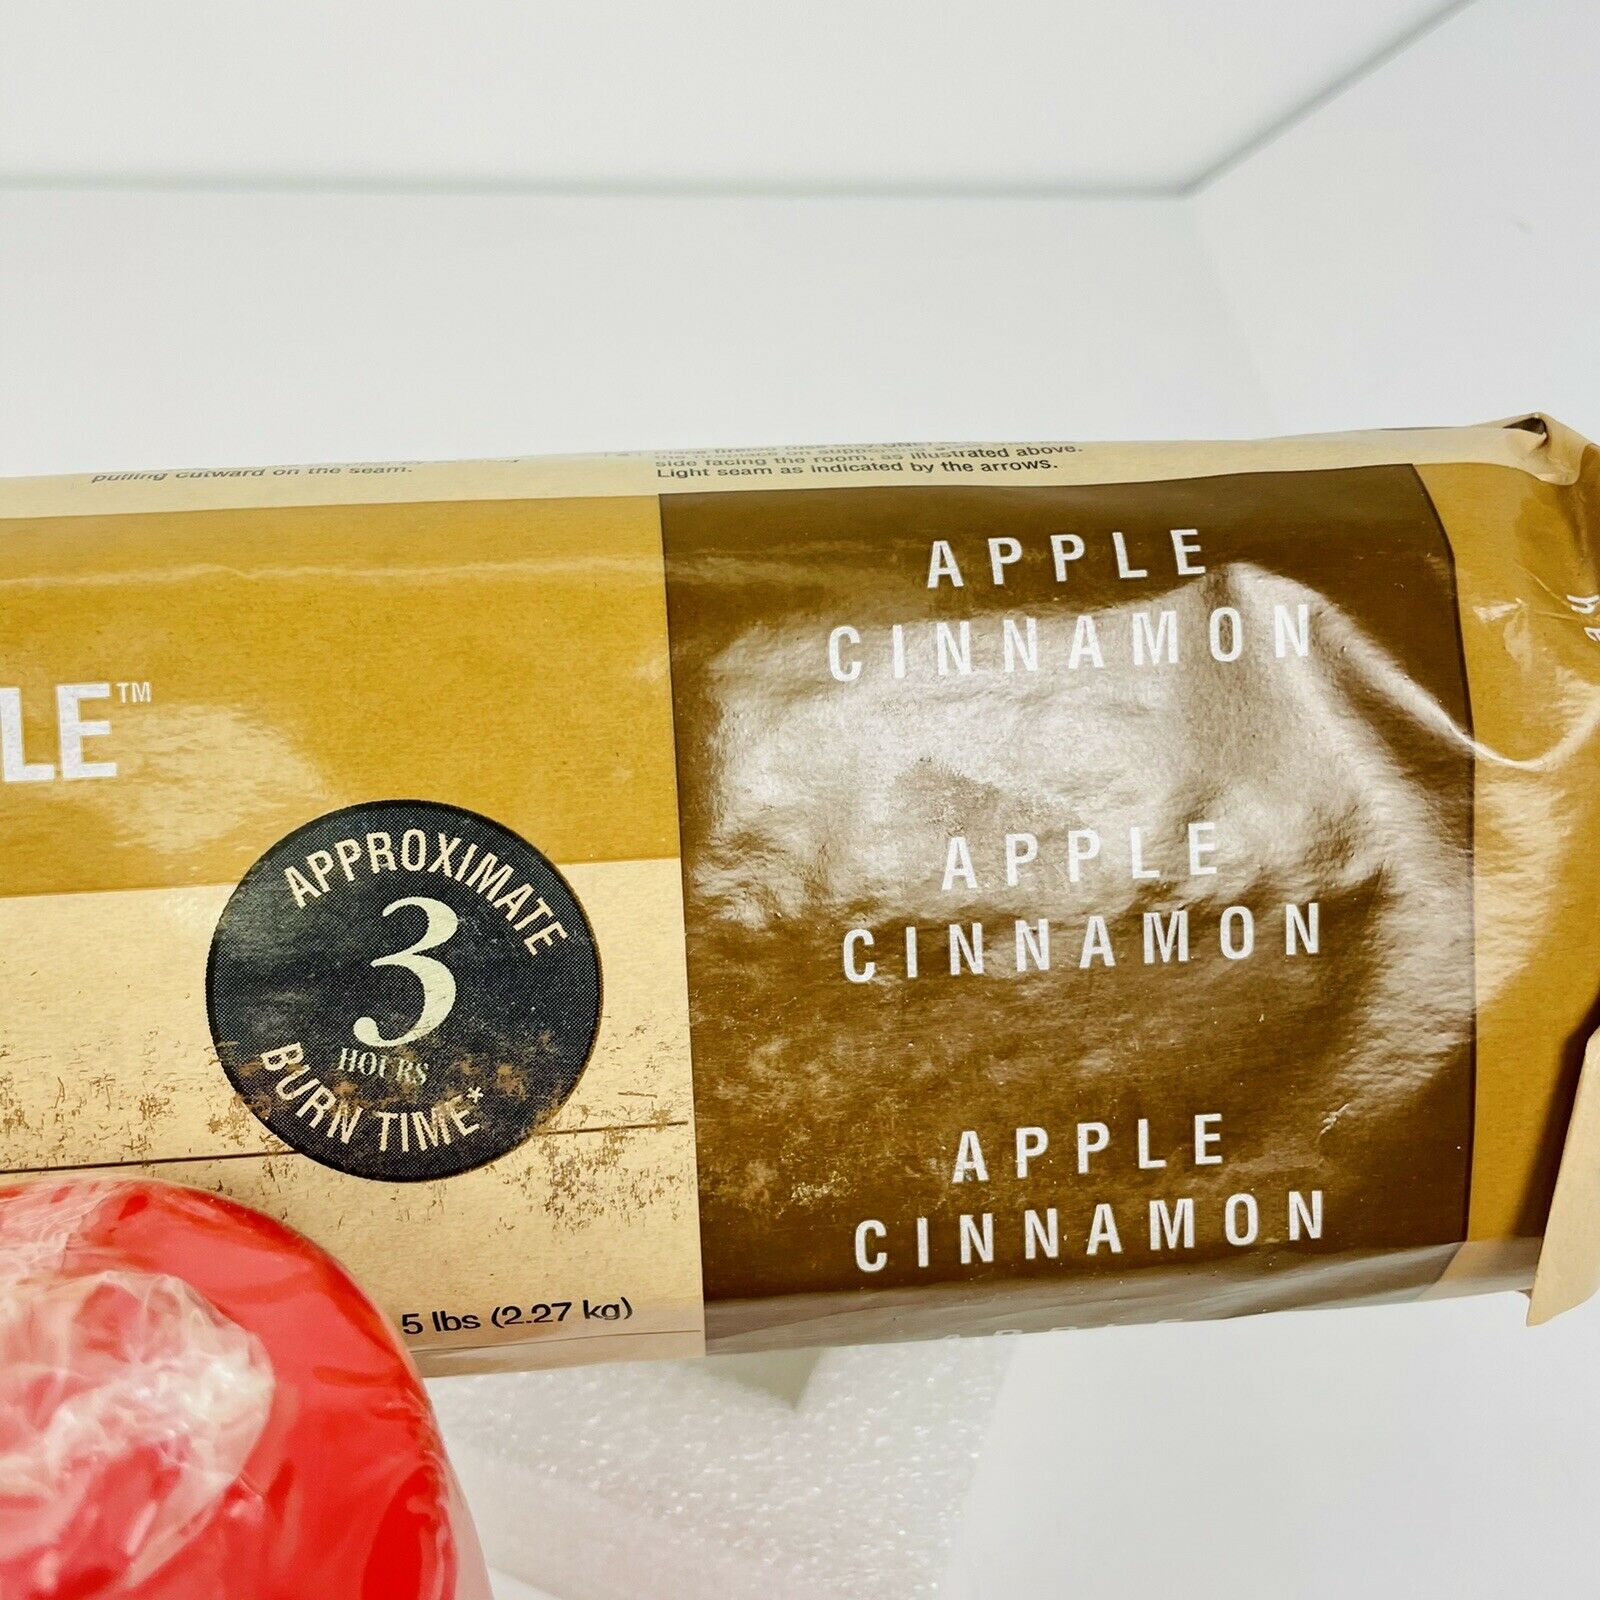 pulling outward on the seam.
side facing the room, as illustrated above.
Light seam as indicated by the arrows.
LE™
APPROXIMATE
3
HOURS
BURN TIME*
5 lbs (2.27 kg)
APPLE
CINNAMON
APPLE
CINNAMON
APPLE
CINNAMON